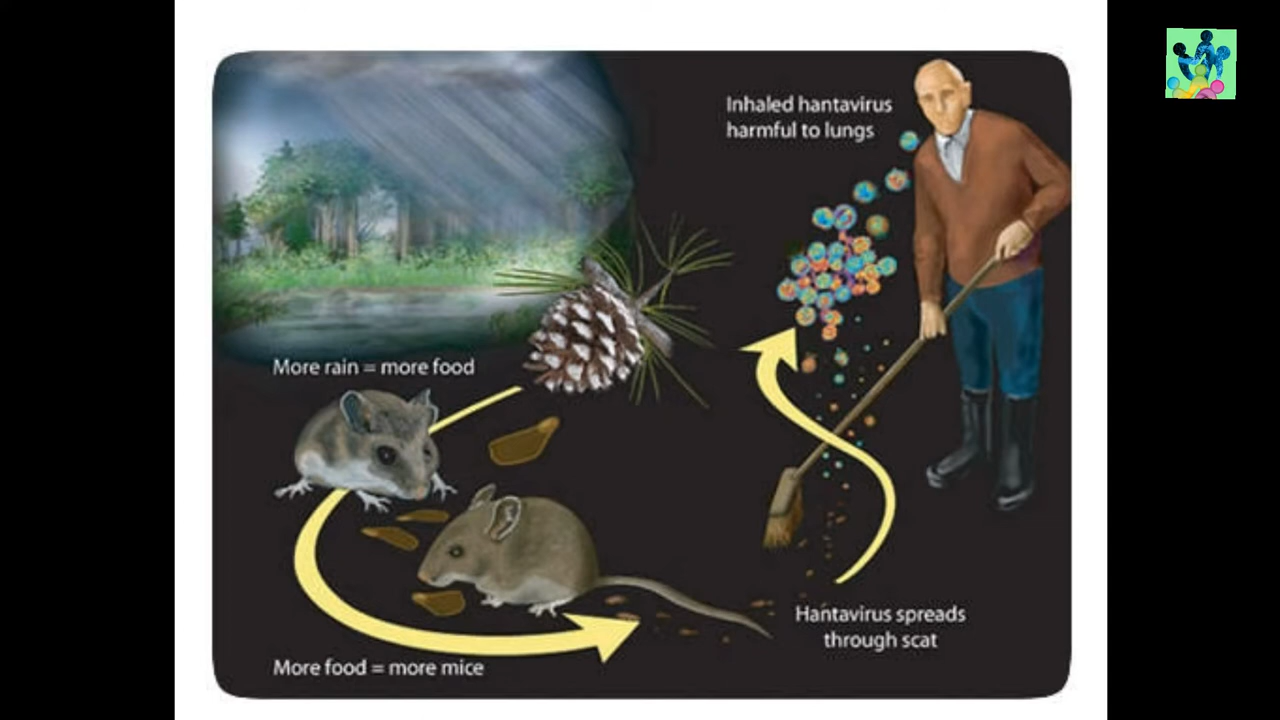 Inhaled hantavirus
harmful to lungs
More rain = more food
Hantavirus spreads
through scat
More food = more mice